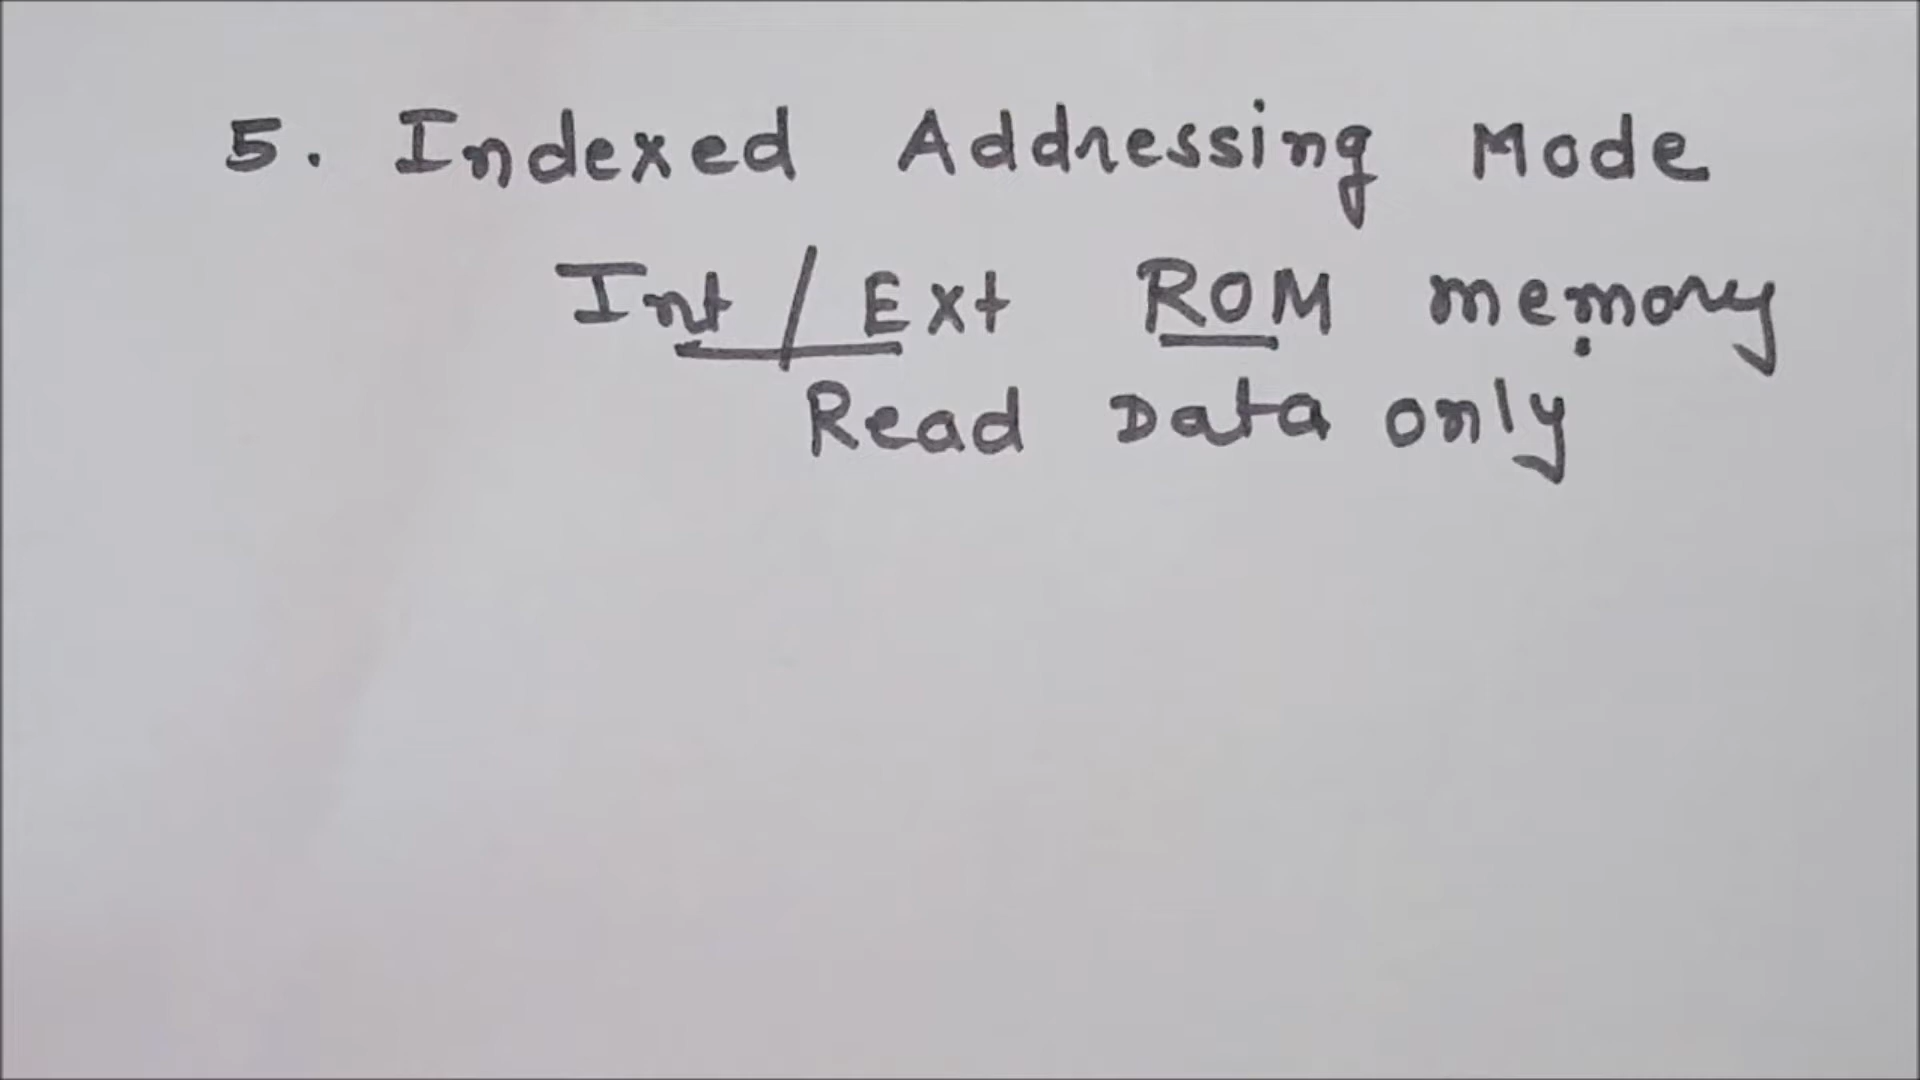 5. Indexed Addressing Mode
Int / Ext ROM memory
Read Data only